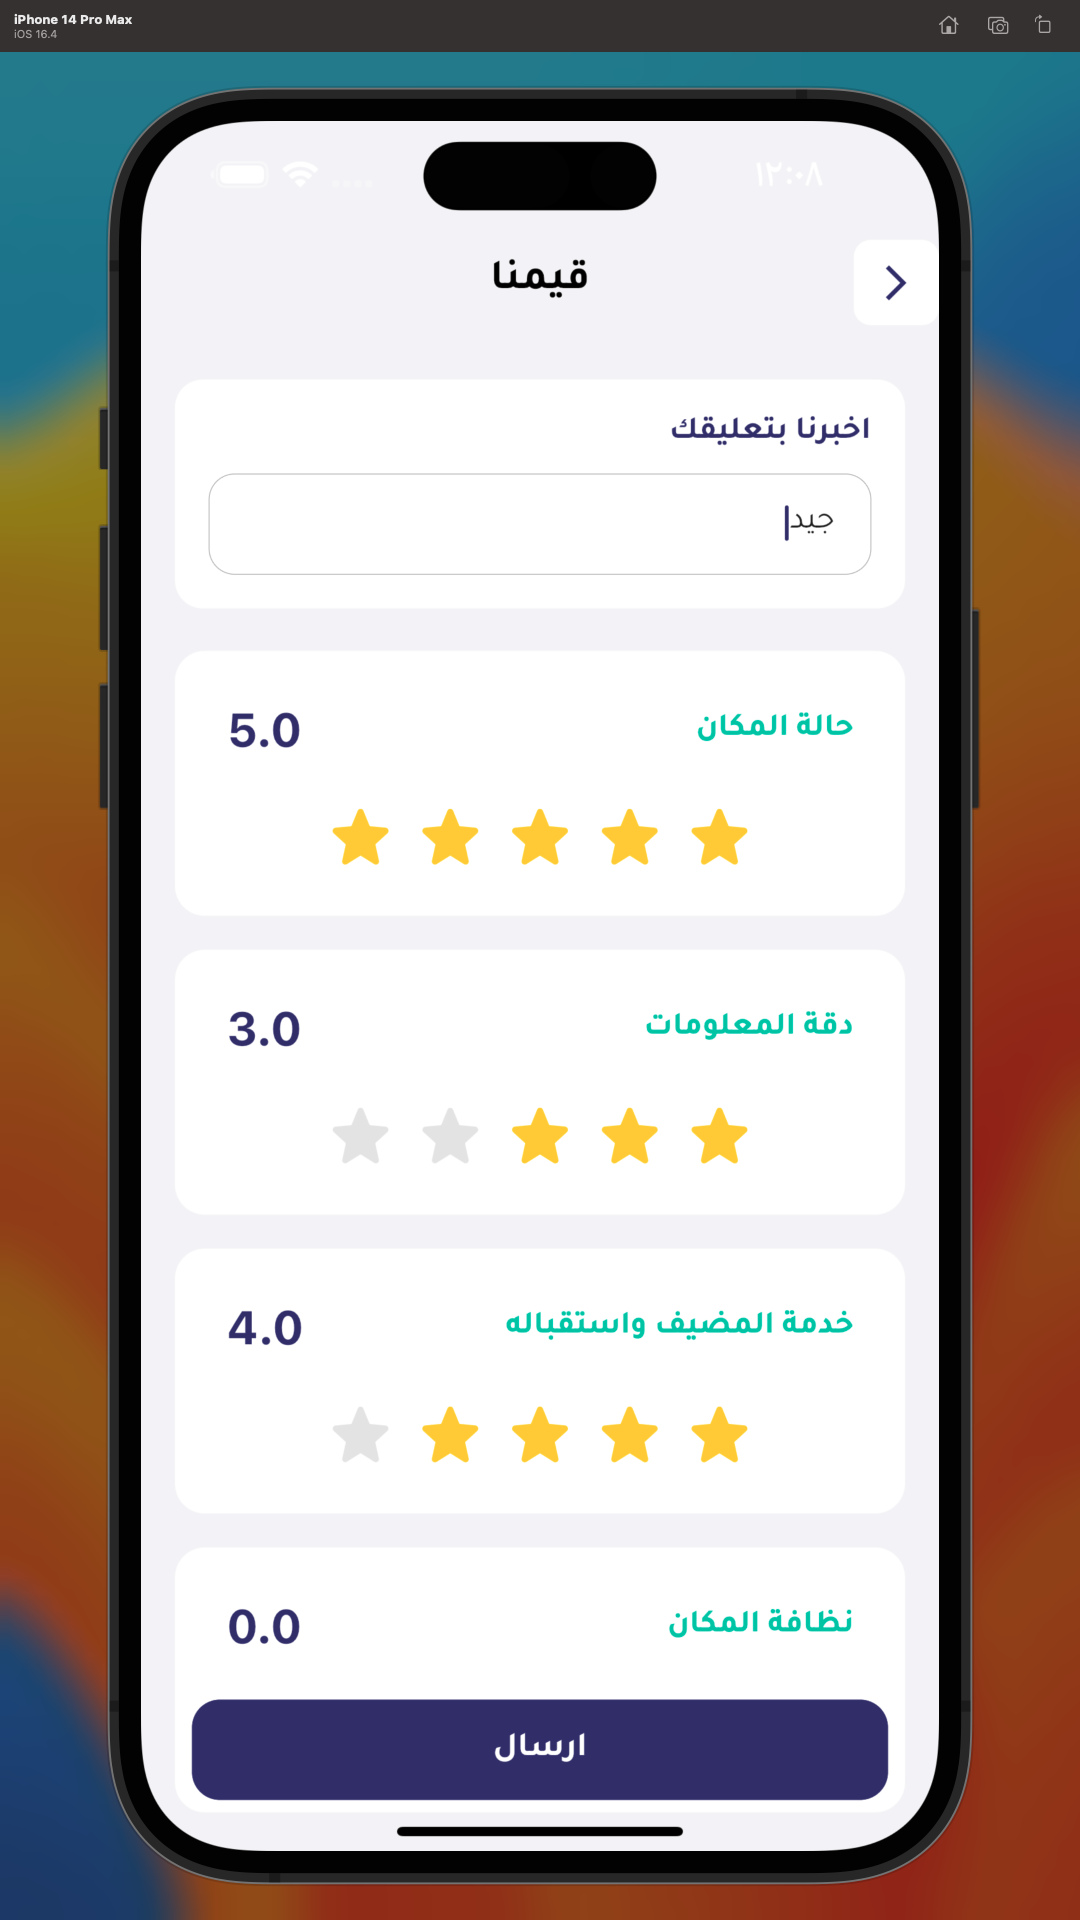 iPhone 14 Pro Max
iOS 16.4
١٢:٠٨
قيمنا
اخبرنا بتعليقك
جيد
حالة المكان
5.0
دقة المعلومات
3.0
خدمة المضيف واستقباله
4.0
نظافة المكان
0.0
ارسال